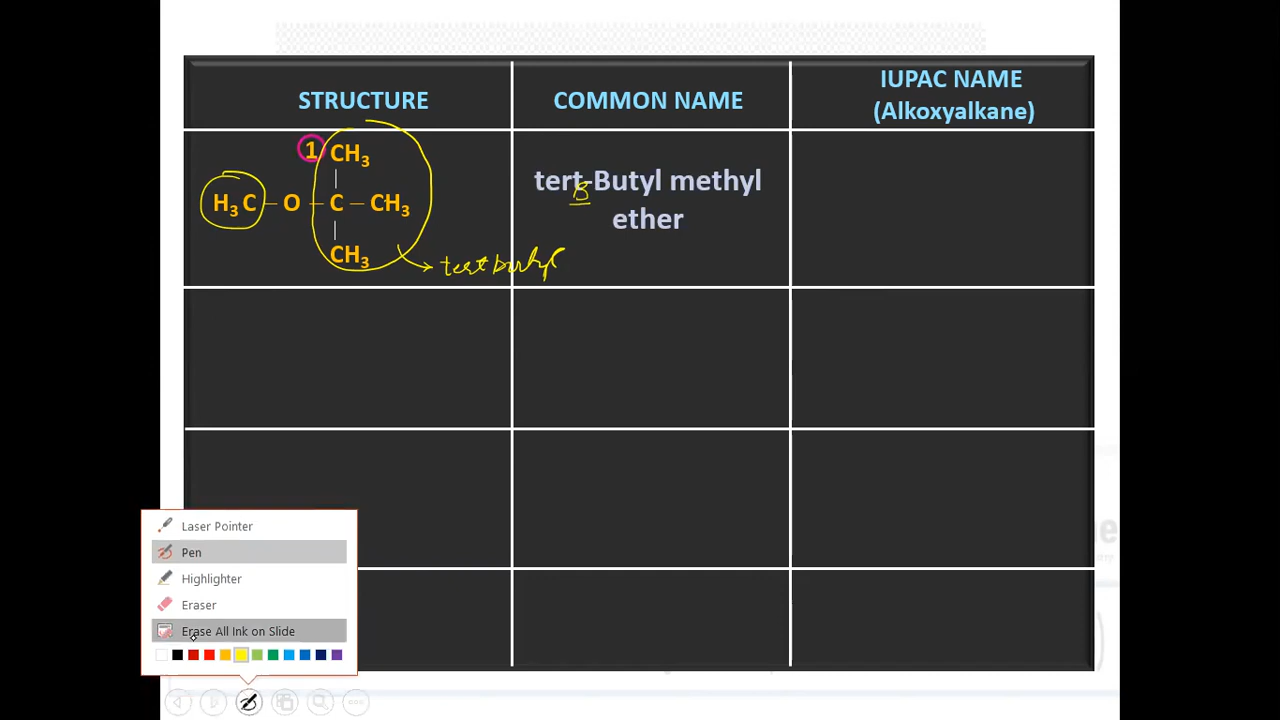 STRUCTURE
COMMON NAME
IUPAC NAME
(Alkoxyalkane)
1 CH3
H3C – O – C – CH3
CH3
tert-Butyl methyl
B
ether
tert butyl
Laser Pointer
Pen
Highlighter
Eraser
Erase All Ink on Slide